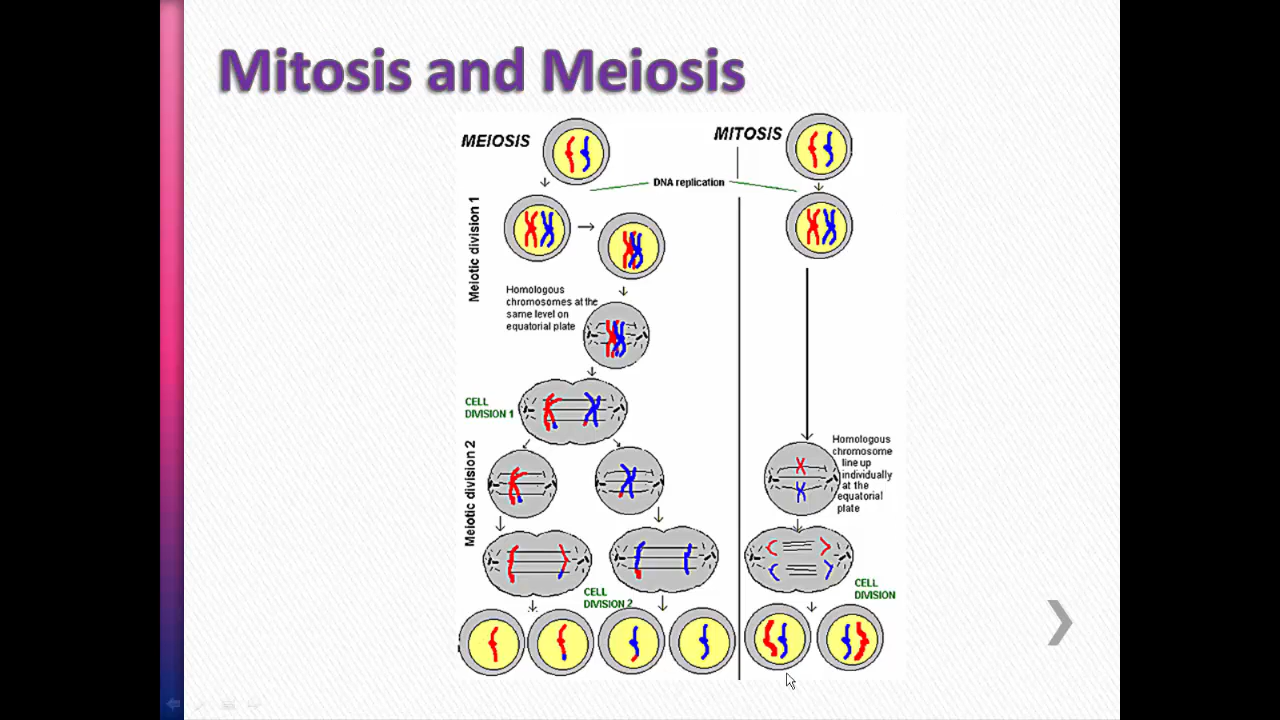 Mitosis and Meiosis
MEIOSIS
MITOSIS
DNA replication
Meiotic division 1
Homologous
chromosomes at the
same level on
equatorial plate
CELL
DIVISION 1
Meiotic division 2
Homologous
chromosome
line up
individually
at the
equatorial
plate
CELL
DIVISION 2
CELL
DIVISION